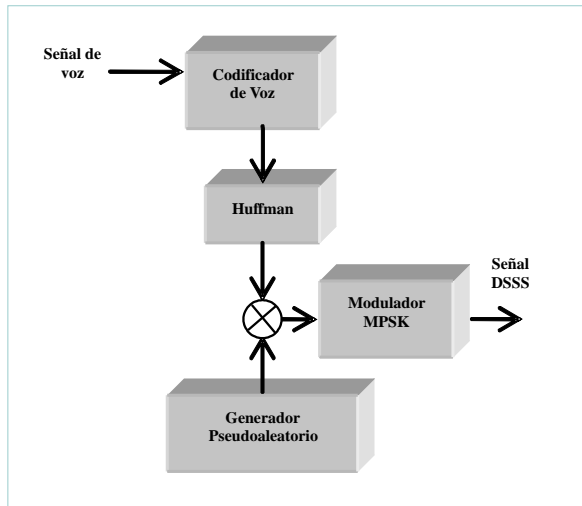 Señal de
voz
Codificador
de Voz
Huffman
Modulador
MPSK
Señal
DSSS
Generador
Pseudoaleatorio